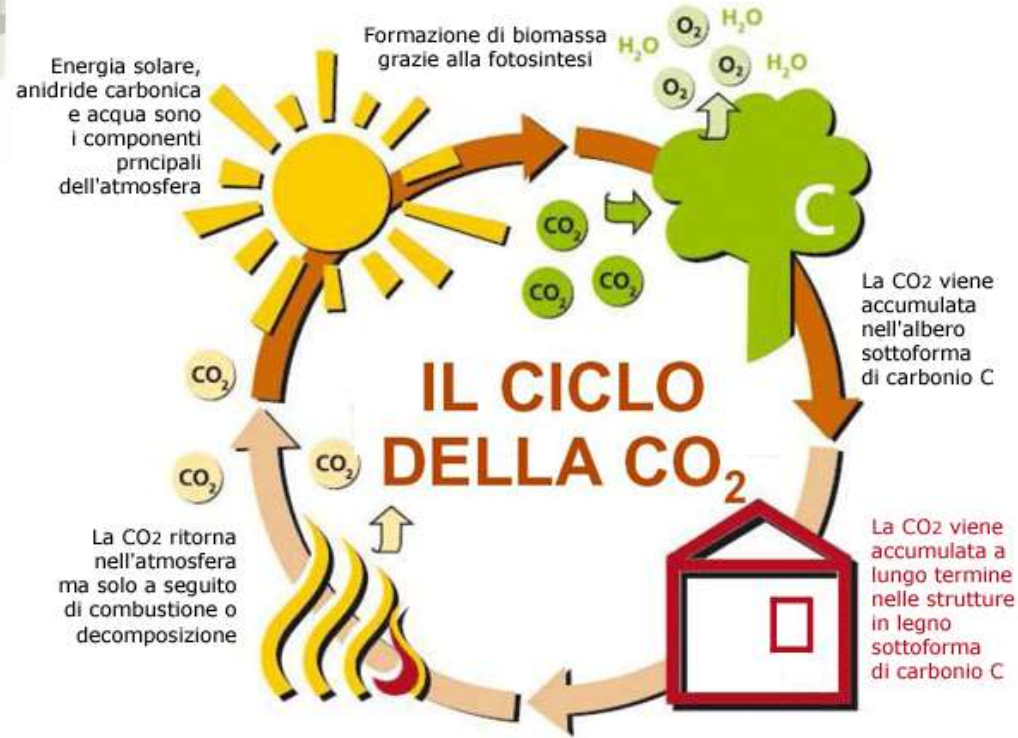 Energia solare,
anidride carbonica
e acqua sono
i componenti
prncipali
dell'atmosfera
Formazione di biomassa
grazie alla fotosintesi
H2O
O2
H2O
O2
H2O
O2
CO2
CO2
CO2
C
La CO2 viene
accumulata
nell'albero
sottoforma
di carbonio C
IL CICLO
DELLA CO2
La CO2 viene
accumulata a
lungo termine
nelle strutture
in legno
sottoforma
di carbonio C
CO2
CO2
CO2
La CO2 ritorna
nell'atmosfera
ma solo a seguito
di combustione o
decomposizione